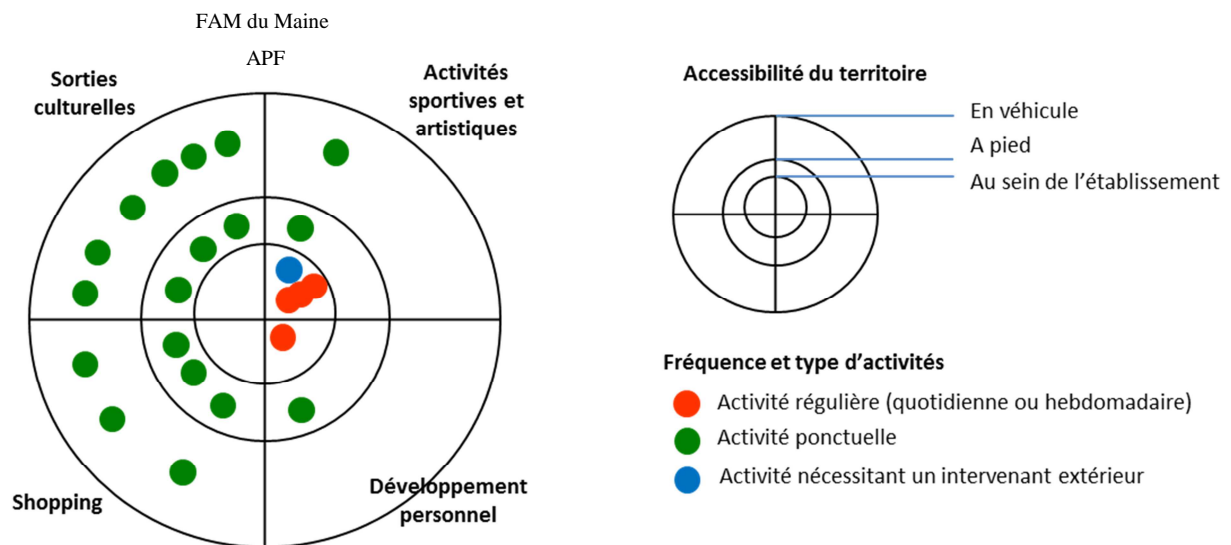 FAM du Maine
APF
Sorties
culturelles
Activités
sportives et
artistiques
Shopping
Développement
personnel
Accessibilité du territoire
En véhicule
A pied
Au sein de l’établissement
Fréquence et type d’activités
Activité régulière (quotidienne ou hebdomadaire)
Activité ponctuelle
Activité nécessitant un intervenant extérieur